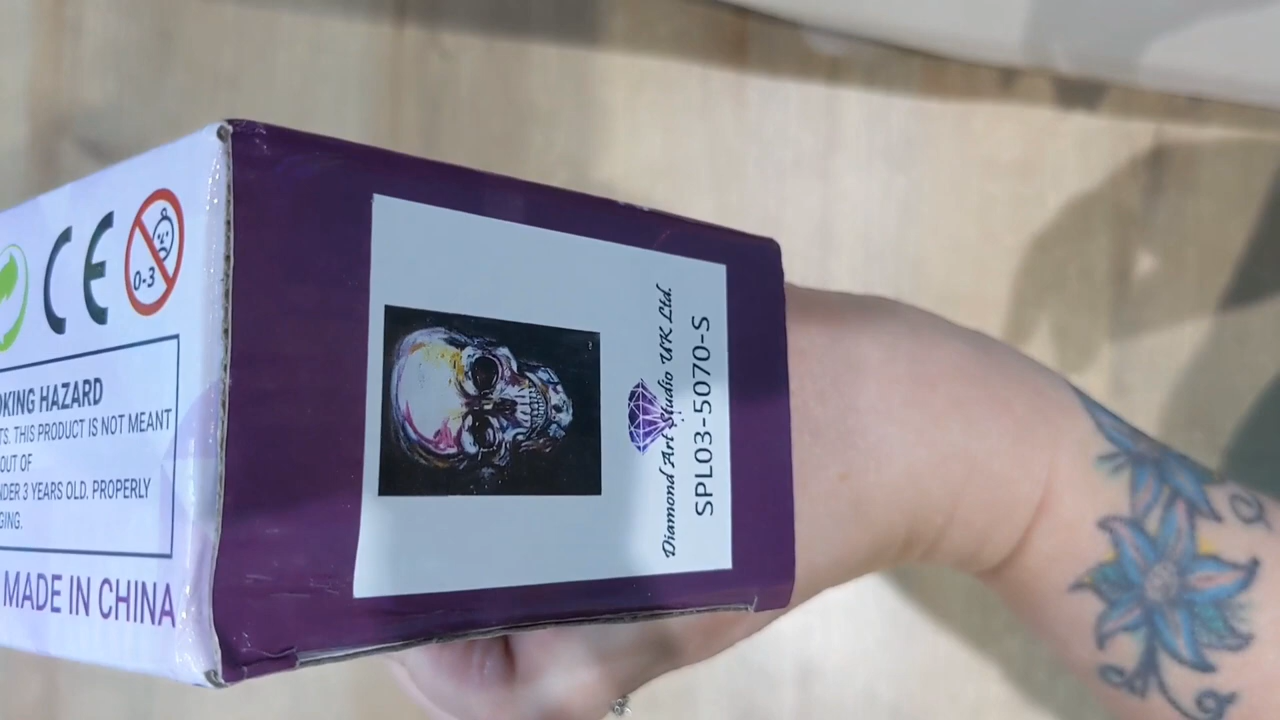 CE
0-3
OKING HAZARD
TS. THIS PRODUCT IS NOT MEANT
OUT OF
NDER 3 YEARS OLD. PROPERLY
GING.
MADE IN CHINA
Diamond Art Studio UK Ltd.
SPL03-5070-S